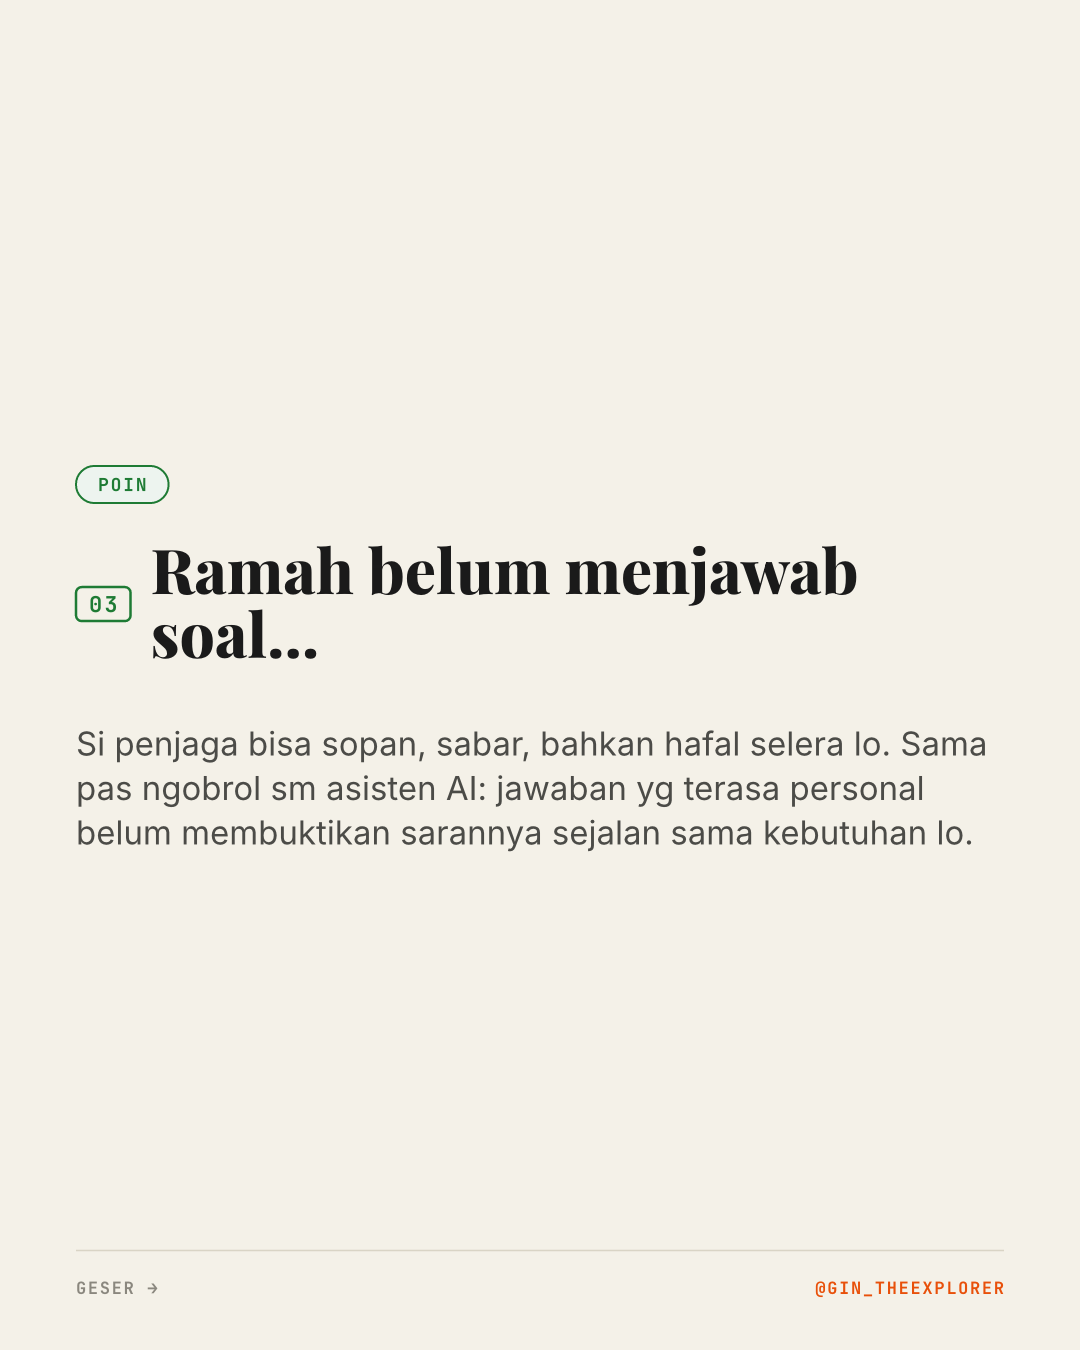 POIN
03
Ramah belum menjawab
soal...
Si penjaga bisa sopan, sabar, bahkan hafal selera lo. Sama
pas ngobrol sm asisten AI: jawaban yg terasa personal
belum membuktikan sarannya sejalan sama kebutuhan lo.
GESER →
@GIN_THEEXPLORER